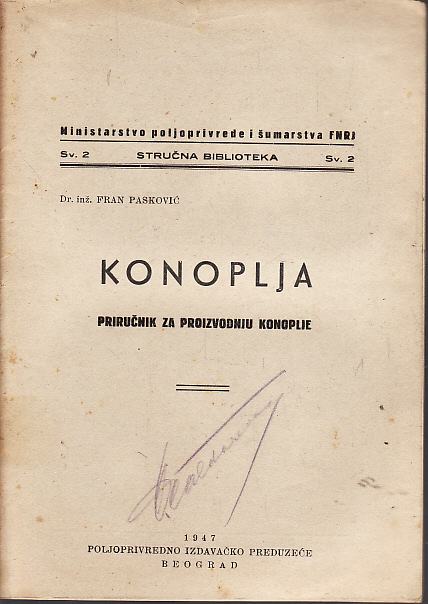 Ministarstvo poljoprivrede i šumarstva FNRJ
Sv. 2 STRUČNA BIBLIOTEKA Sv. 2
Dr. inž. FRAN PASKOVIĆ
KONOPLJA
PRIRUČNIK ZA PROIZVODNJU KONOPLJE
1947
POLJOPRIVREDNO IZDAVAČKO PREDUZEĆE
BEOGRAD